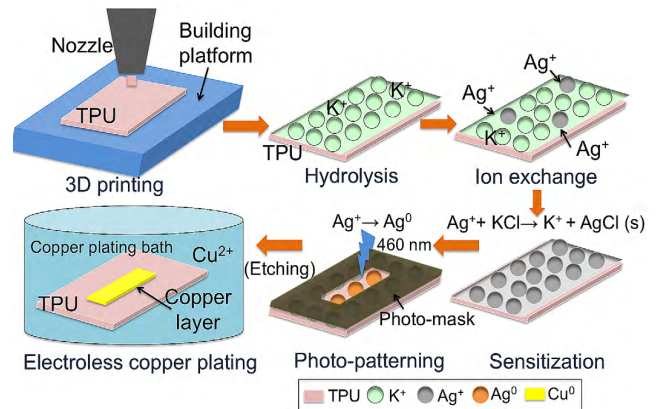 Nozzle
Building
platform
TPU
3D printing
K⁺
K⁺
TPU
Hydrolysis
Ag⁺
Ag⁺
K⁺
Ag⁺
Ion exchange
Ag⁺+ KCl→ K⁺ + AgCl (s)
Sensitization
Ag⁺→ Ag⁰
460 nm
Photo-mask
Photo-patterning
(Etching)
Copper plating bath
Cu²⁺
TPU
Copper
layer
Electroless copper plating
TPU K⁺ Ag⁺ Ag⁰ Cu⁰